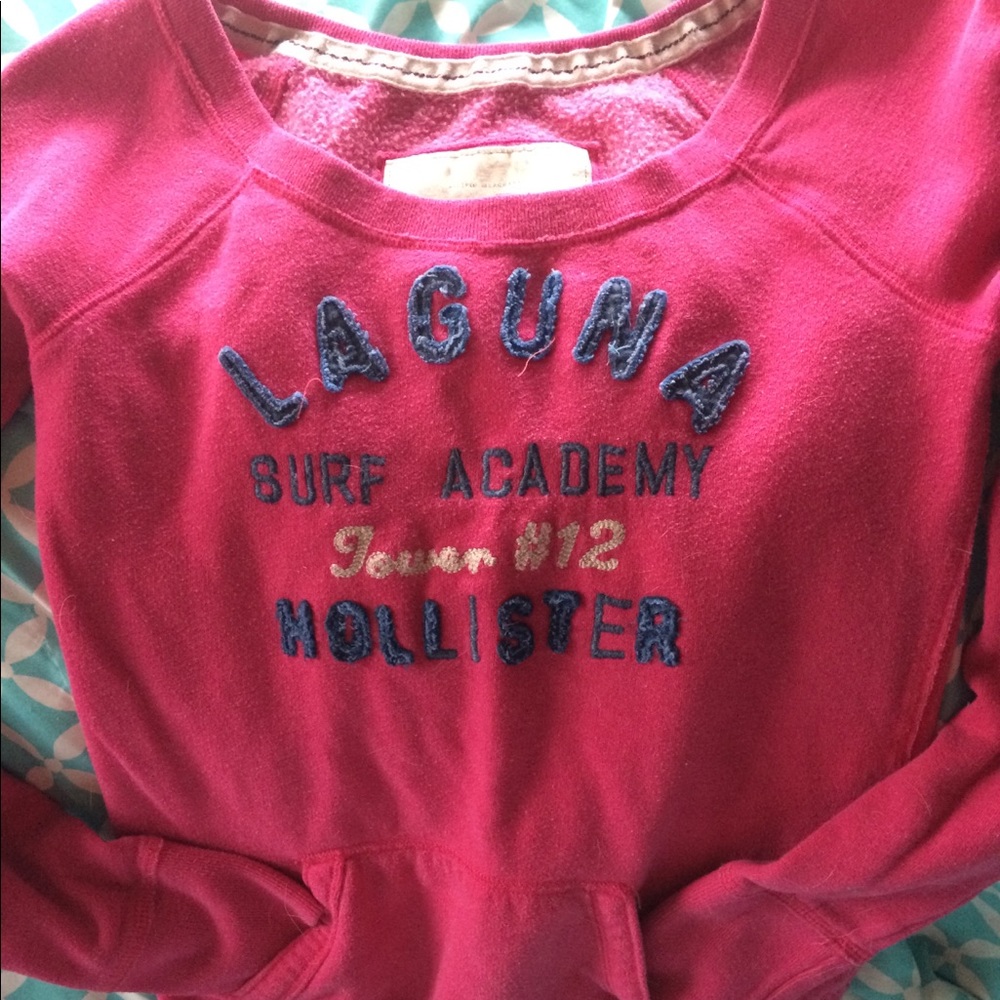 LAGUNA
SURF ACADEMY
Tower #12
HOLLISTER